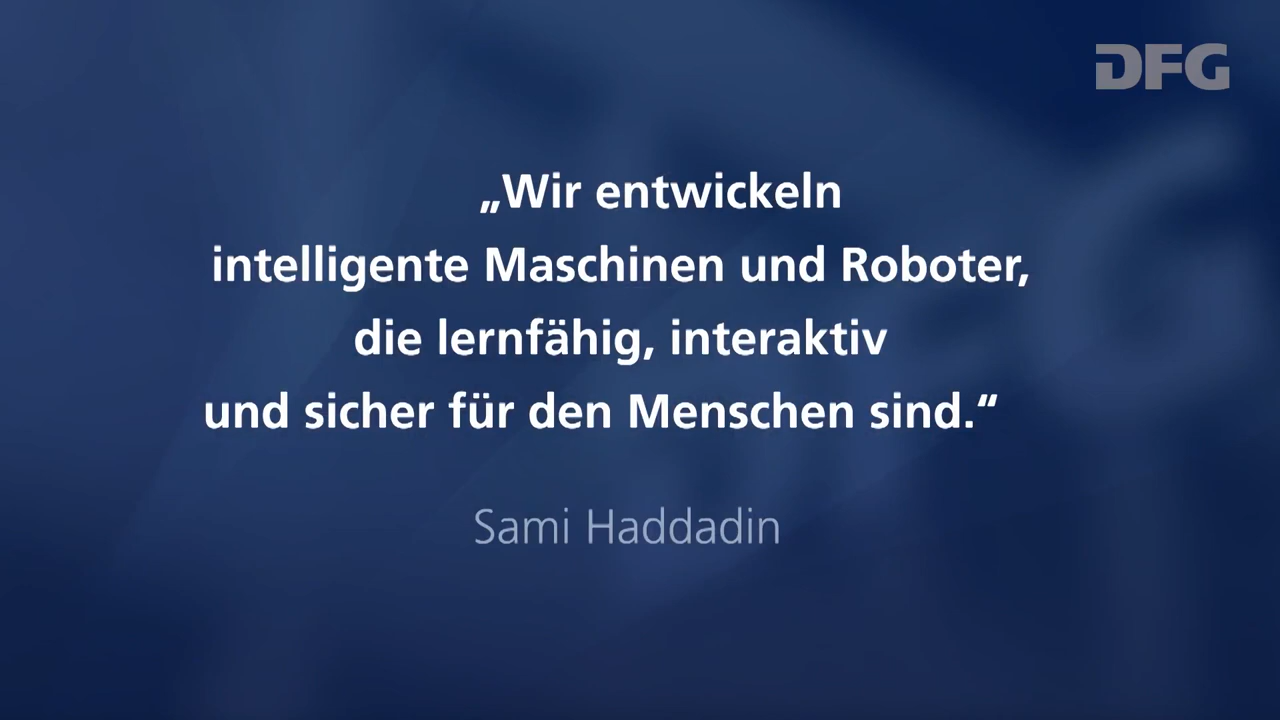 DFG
„Wir entwickeln
intelligente Maschinen und Roboter,
die lernfähig, interaktiv
und sicher für den Menschen sind.“
Sami Haddadin